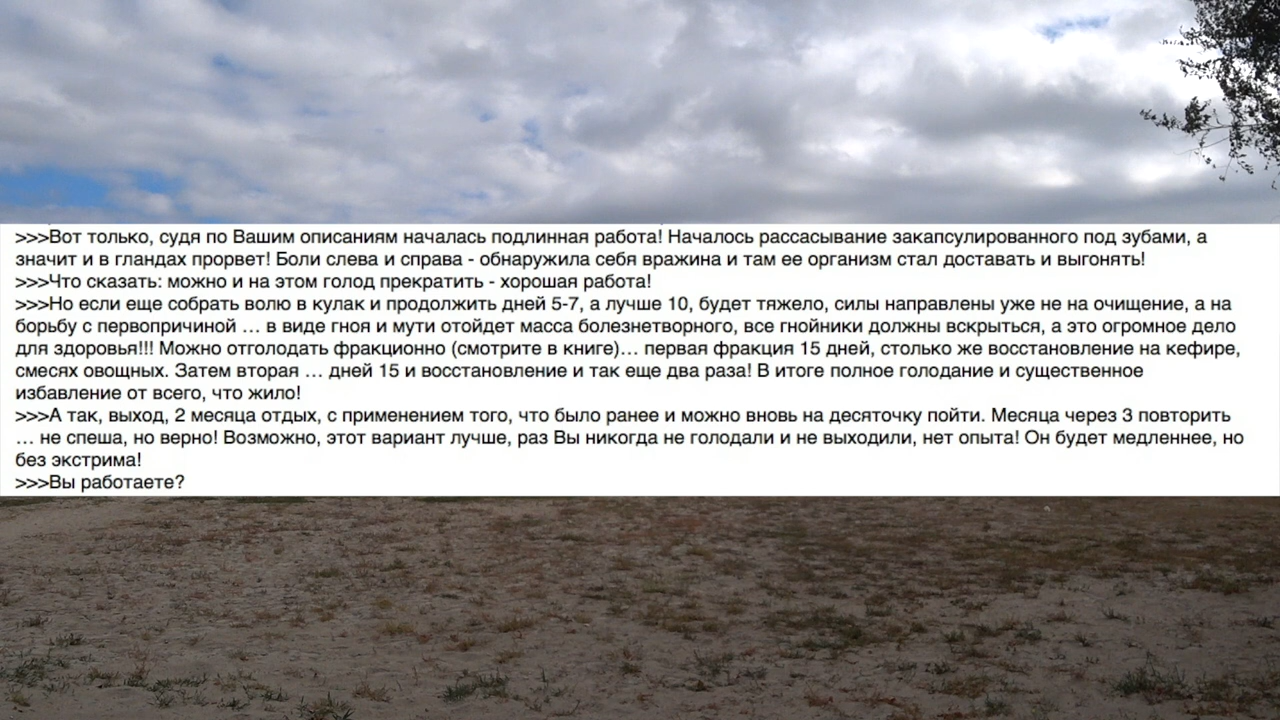 >>>Вот только, судя по Вашим описаниям началась подлинная работа! Началось рассасывание закапсулированного под зубами, а
значит и в гландах прорвет! Боли слева и справа - обнаружила себя вражина и там ее организм стал доставать и выгонять!
>>>Что сказать: можно и на этом голод прекратить - хорошая работа!
>>>Но если еще собрать волю в кулак и продолжить дней 5-7, а лучше 10, будет тяжело, силы направлены уже не на очищение, а на
борьбу с первопричиной … в виде гноя и мути отойдет масса болезнетворного, все гнойники должны вскрыться, а это огромное дело
для здоровья!!! Можно отголодать фракционно (смотрите в книге)… первая фракция 15 дней, столько же восстановление на кефире,
смесях овощных. Затем вторая … дней 15 и восстановление и так еще два раза! В итоге полное голодание и существенное
избавление от всего, что жило!
>>>А так, выход, 2 месяца отдых, с применением того, что было ранее и можно вновь на десяточку пойти. Месяца через 3 повторить
… не спеша, но верно! Возможно, этот вариант лучше, раз Вы никогда не голодали и не выходили, нет опыта! Он будет медленнее, но
без экстрима!
>>>Вы работаете?